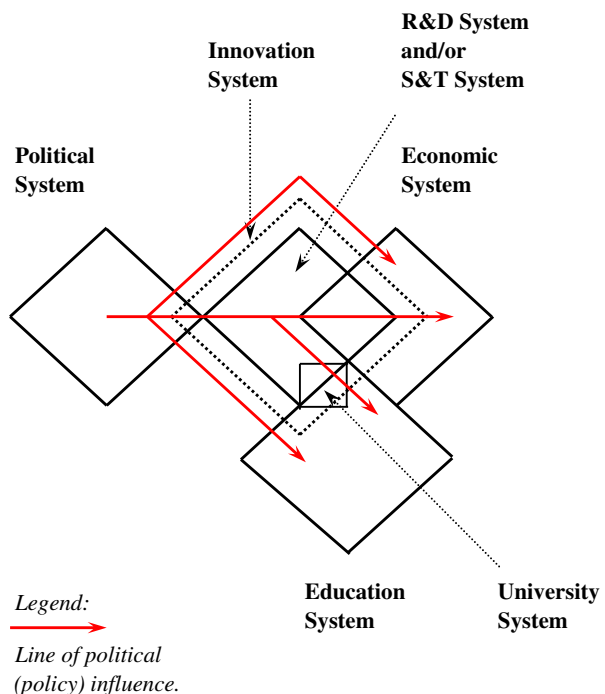 R&D System
and/or
S&T System
Innovation
System
Political
System
Economic
System
Education
System
University
System
Legend:
Line of political
(policy) influence.